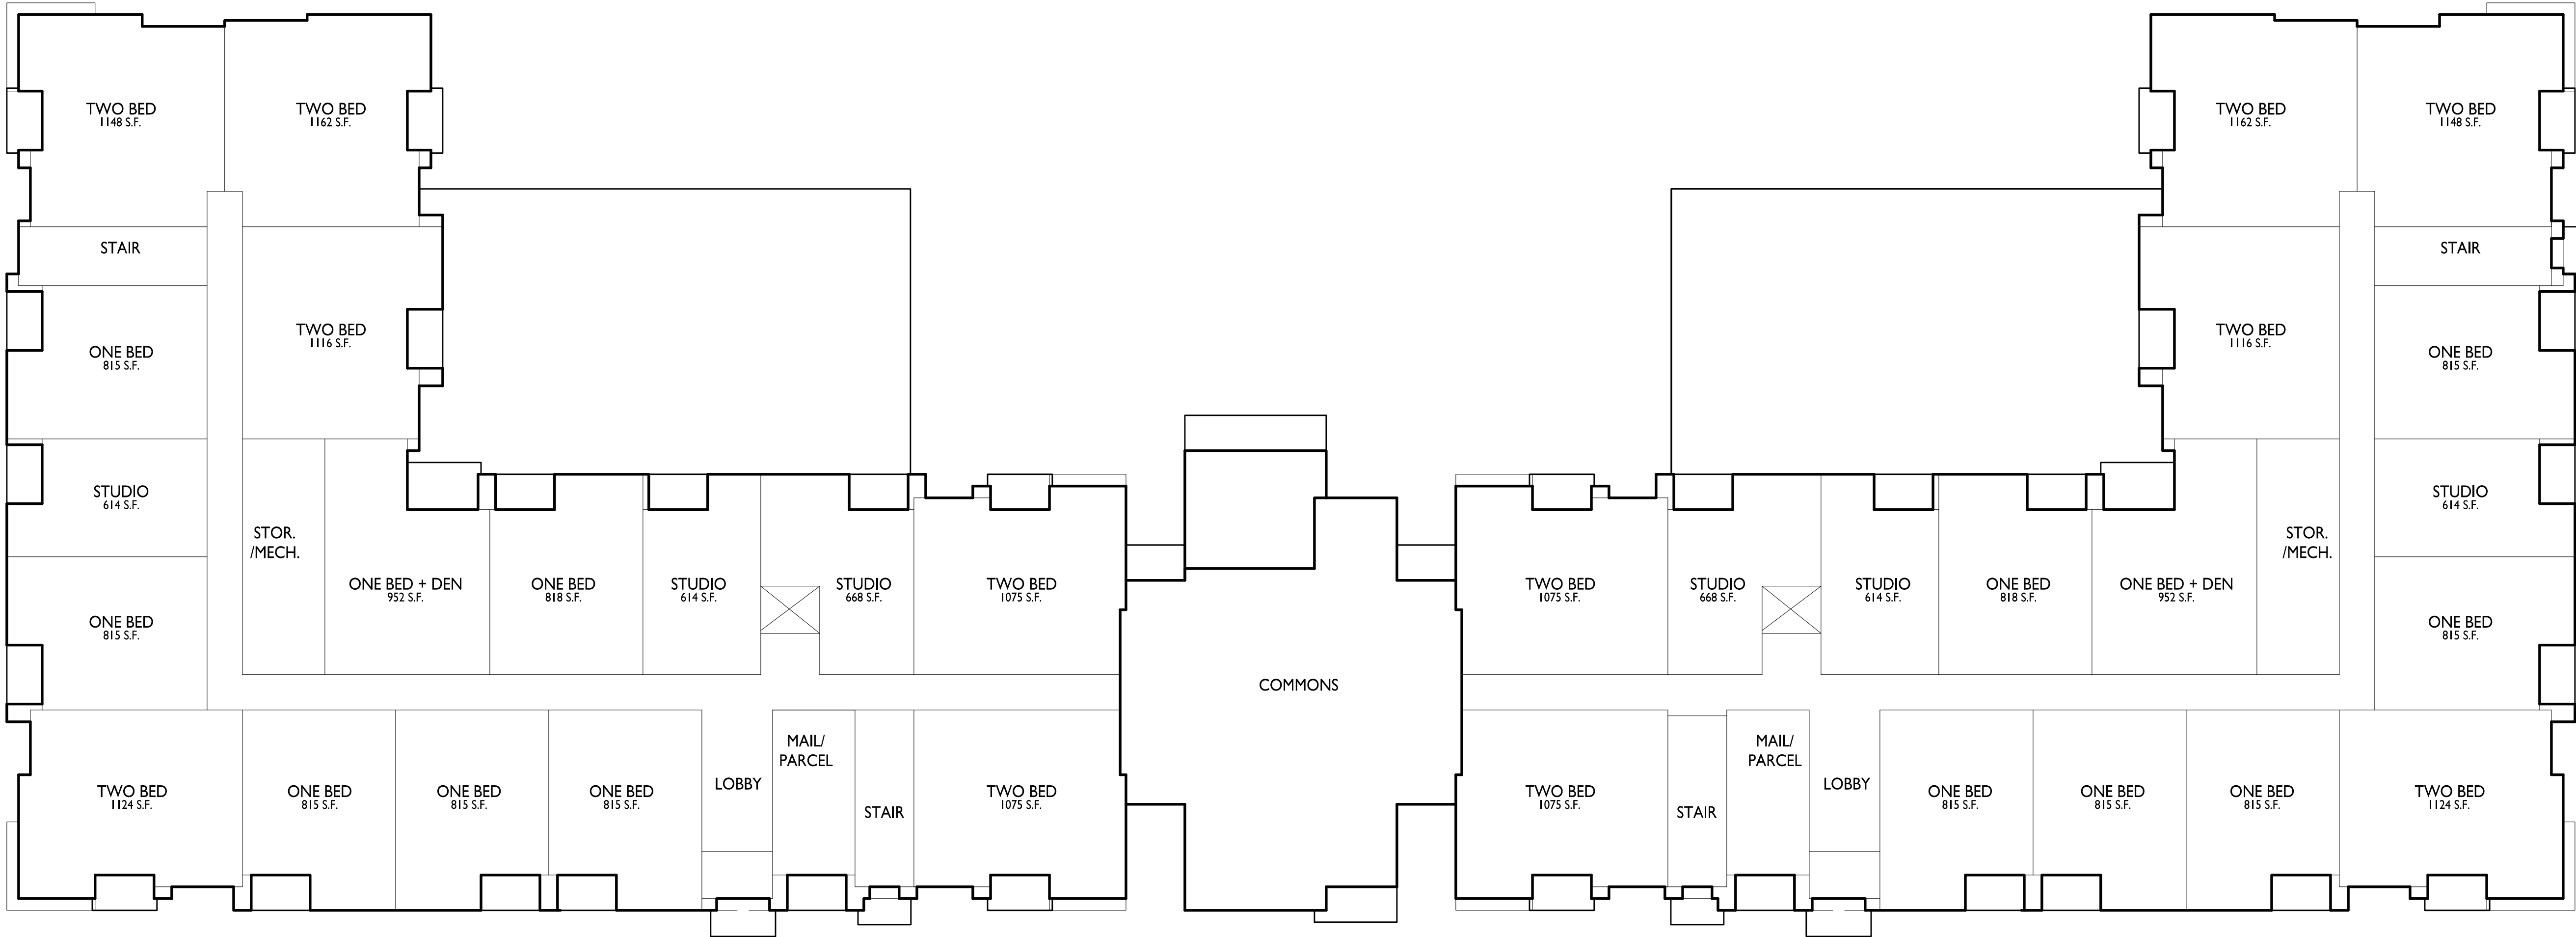 TWO BED
1148 S.F.
TWO BED
1162 S.F.
TWO BED
1162 S.F.
TWO BED
1148 S.F.
STAIR
STAIR
TWO BED
1116 S.F.
TWO BED
1116 S.F.
ONE BED
815 S.F.
ONE BED
815 S.F.
STUDIO
614 S.F.
STUDIO
614 S.F.
STOR.
/MECH.
STOR.
/MECH.
ONE BED + DEN
952 S.F.
ONE BED
818 S.F.
STUDIO
614 S.F.
STUDIO
668 S.F.
TWO BED
1075 S.F.
TWO BED
1075 S.F.
STUDIO
668 S.F.
STUDIO
614 S.F.
ONE BED
818 S.F.
ONE BED + DEN
952 S.F.
ONE BED
815 S.F.
ONE BED
815 S.F.
COMMONS
MAIL/
PARCEL
MAIL/
PARCEL
LOBBY
LOBBY
TWO BED
1124 S.F.
ONE BED
815 S.F.
ONE BED
815 S.F.
ONE BED
815 S.F.
STAIR
TWO BED
1075 S.F.
TWO BED
1075 S.F.
STAIR
ONE BED
815 S.F.
ONE BED
815 S.F.
ONE BED
815 S.F.
TWO BED
1124 S.F.